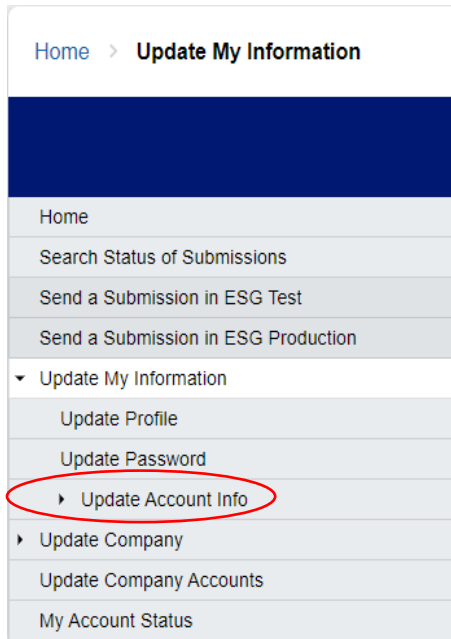 Home > Update My Information
Home
Search Status of Submissions
Send a Submission in ESG Test
Send a Submission in ESG Production
Update My Information
Update Profile
Update Password
Update Account Info
Update Company
Update Company Accounts
My Account Status